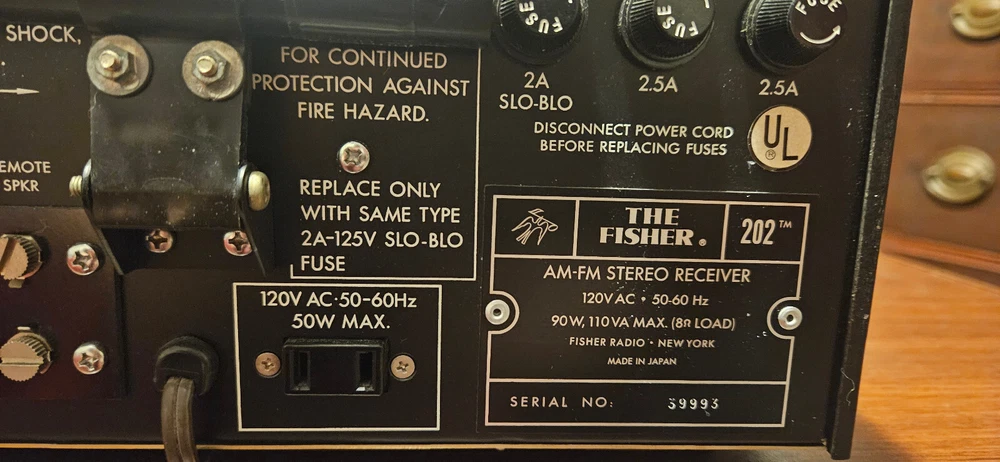 SHOCK,
EMOTE
SPKR
FOR CONTINUED
PROTECTION AGAINST
FIRE HAZARD.
REPLACE ONLY
WITH SAME TYPE
2A-125V SLO-BLO
FUSE
120V AC·50-60Hz
50W MAX.
FUSE
FUSE
FUSE
2A
SLO-BLO
2.5A
2.5A
DISCONNECT POWER CORD
BEFORE REPLACING FUSES
UL
®
THE
FISHER®
202™
AM-FM STEREO RECEIVER
120V AC • 50-60 Hz
90W, 110VA MAX. (8Ω LOAD)
FISHER RADIO • NEW YORK
MADE IN JAPAN
SERIAL NO: 39993